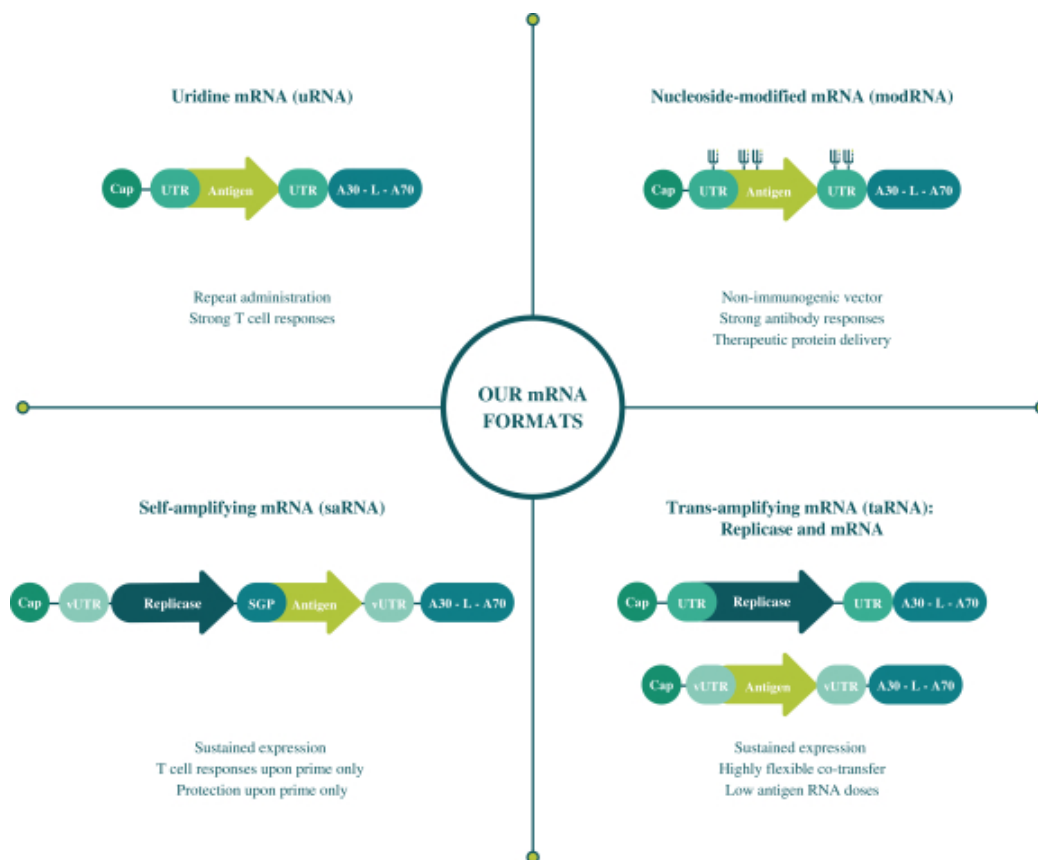 Uridine mRNA (uRNA)
Cap UTR Antigen UTR A30 - L - A70
Repeat administration
Strong T cell responses
Nucleoside-modified mRNA (modRNA)
Cap UTR Antigen UTR A30 - L - A70
Non-immunogenic vector
Strong antibody responses
Therapeutic protein delivery
OUR mRNA
FORMATS
Self-amplifying mRNA (saRNA)
Cap vUTR Replicase SGP Antigen vUTR A30 - L - A70
Sustained expression
T cell responses upon prime only
Protection upon prime only
Trans-amplifying mRNA (taRNA):
Replicase and mRNA
Cap UTR Replicase UTR A30 - L - A70
Cap vUTR Antigen vUTR A30 - L - A70
Sustained expression
Highly flexible co-transfer
Low antigen RNA doses